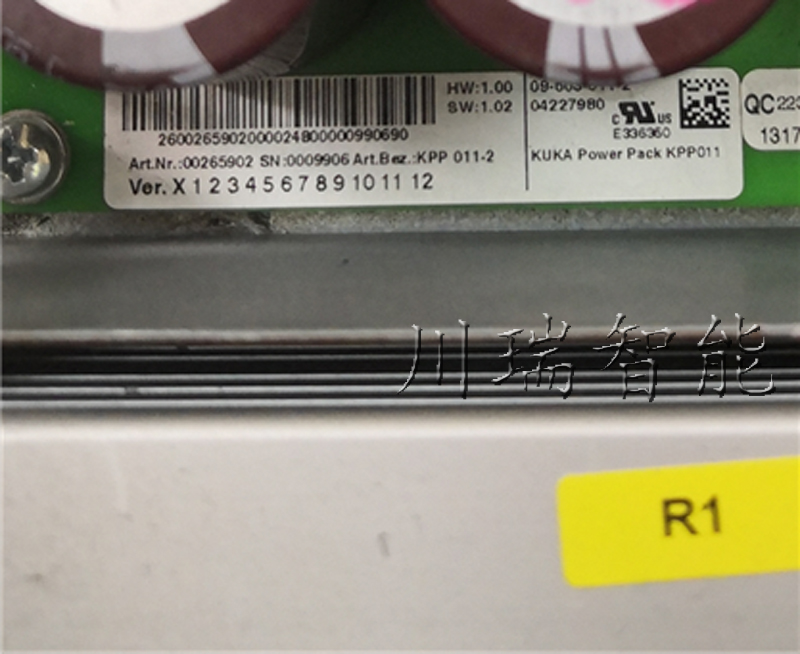 HW:1.00
SW:1.02
2600265902000024B00000990690
Art.Nr.:00265902 SN:0009906 Art.Bez.:KPP 011-2
Ver. X 1 2 3 4 5 6 7 8 9 10 11 12
04227980
c US
E336360
KUKA Power Pack KPP011
QC
1317
川瑞智能
R1